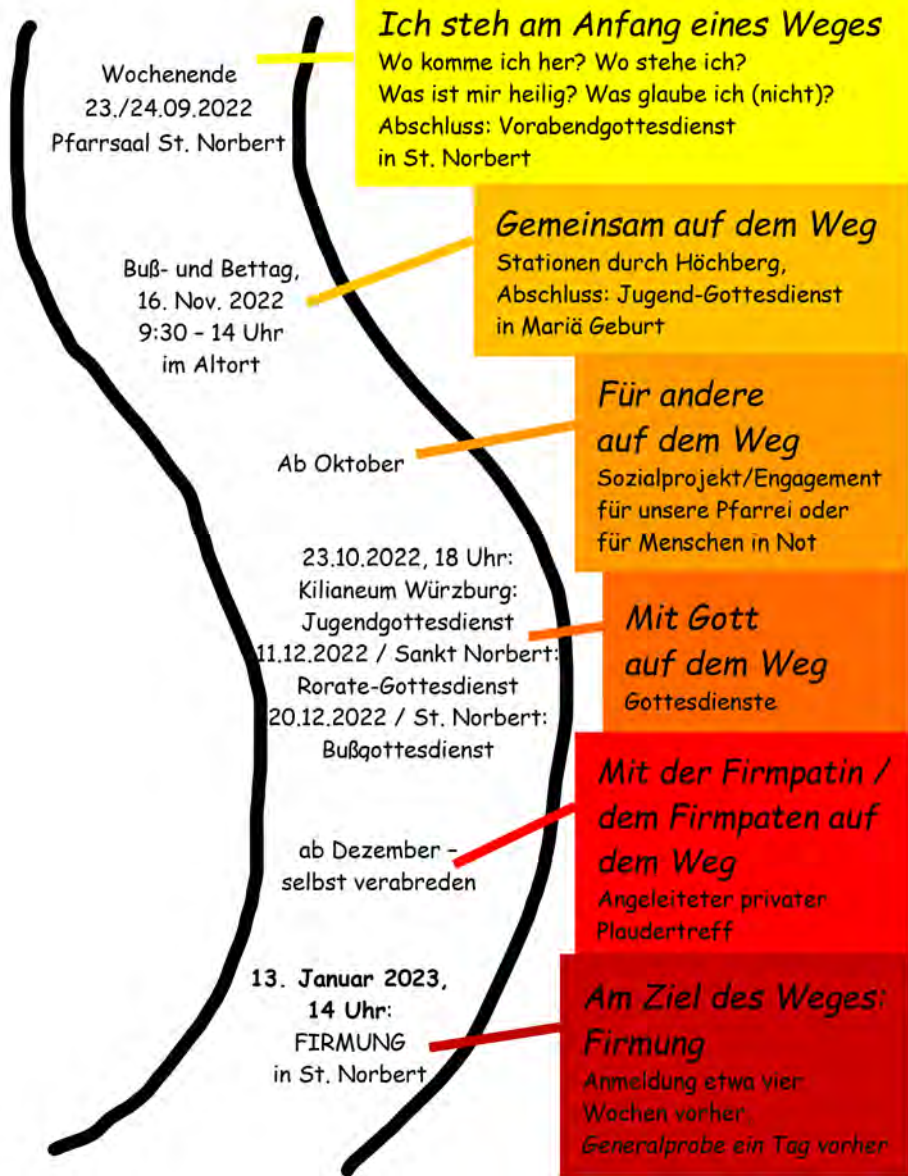 Wochenende
23./24.09.2022
Pfarrsaal St. Norbert
Ich steh am Anfang eines Weges
Wo komme ich her? Wo stehe ich?
Was ist mir heilig? Was glaube ich (nicht)?
Abschluss: Vorabendgottesdienst
in St. Norbert
Buß- und Bettag,
16. Nov. 2022
9:30 – 14 Uhr
im Altort
Gemeinsam auf dem Weg
Stationen durch Höchberg,
Abschluss: Jugend-Gottesdienst
in Mariä Geburt
Ab Oktober
Für andere
auf dem Weg
Sozialprojekt/Engagement
für unsere Pfarrei oder
für Menschen in Not
23.10.2022, 18 Uhr:
Kilianeum Würzburg:
Jugendgottesdienst
11.12.2022 / Sankt Norbert:
Rorate-Gottesdienst
20.12.2022 / St. Norbert:
Bußgottesdienst
Mit Gott
auf dem Weg
Gottesdienste
ab Dezember –
selbst verabreden
Mit der Firmpatin /
dem Firmpaten auf
dem Weg
Angeleiteter privater
Plaudertreff
13. Januar 2023,
14 Uhr:
FIRMUNG
in St. Norbert
Am Ziel des Weges:
Firmung
Anmeldung etwa vier
Wochen vorher
Generalprobe ein Tag vorher